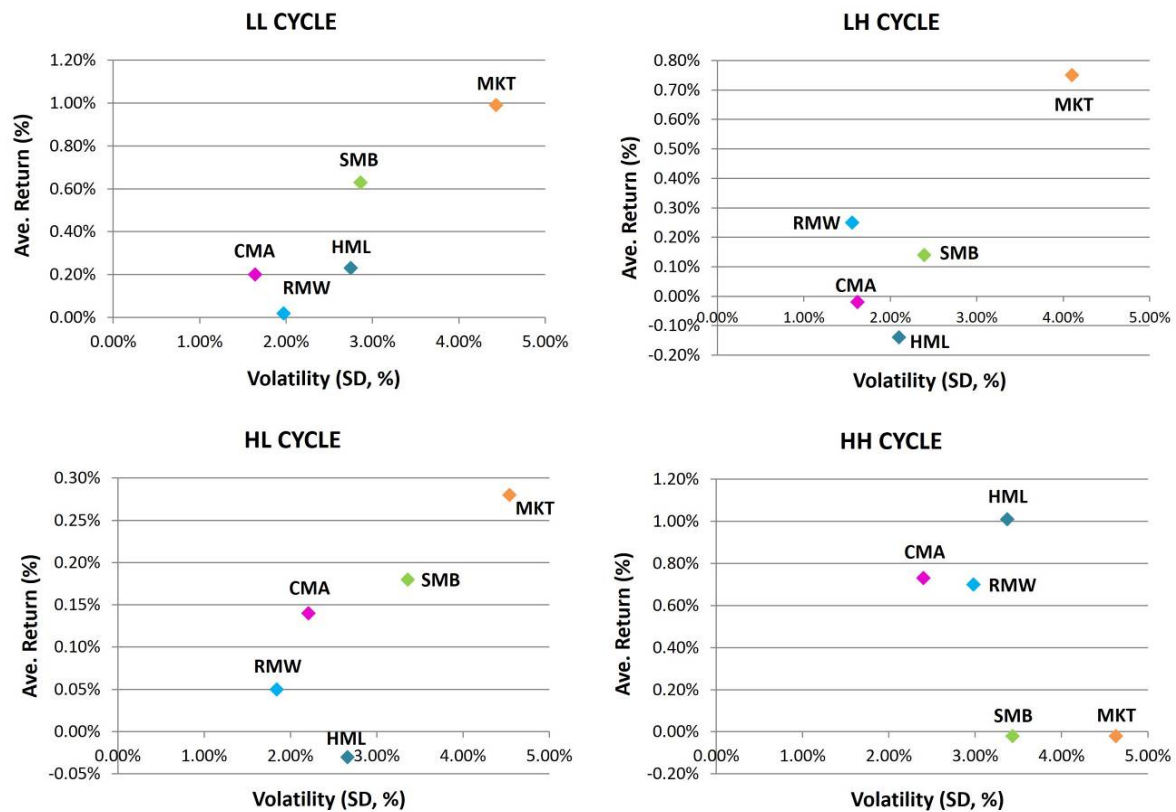 LL CYCLE
1.20%
1.00%
0.80%
0.60%
0.40%
0.20%
0.00%
Ave. Return (%)
MKT
SMB
CMA
HML
RMW
0.00% 1.00% 2.00% 3.00% 4.00% 5.00%
Volatility (SD, %)
LH CYCLE
0.80%
0.70%
0.60%
0.50%
0.40%
0.30%
0.20%
0.10%
0.00%
-0.10%
-0.20%
Ave. Return (%)
MKT
RMW
SMB
CMA
HML
0.00% 1.00% 2.00% 3.00% 4.00% 5.00%
Volatility (SD, %)
HL CYCLE
0.30%
0.25%
0.20%
0.15%
0.10%
0.05%
0.00%
-0.05%
Ave. Return (%)
MKT
SMB
CMA
RMW
HML
0.00% 1.00% 2.00% 3.00% 4.00% 5.00%
Volatility (SD, %)
HH CYCLE
1.20%
1.00%
0.80%
0.60%
0.40%
0.20%
0.00%
-0.20%
Ave. Return (%)
HML
CMA
RMW
SMB
MKT
0.00% 1.00% 2.00% 3.00% 4.00% 5.00%
Volatility (SD, %)